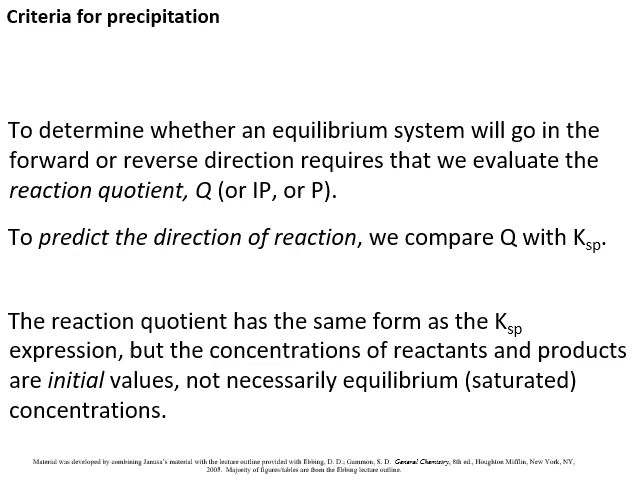 Criteria for precipitation
To determine whether an equilibrium system will go in the
forward or reverse direction requires that we evaluate the
reaction quotient, Q (or IP, or P).
To predict the direction of reaction, we compare Q with Ksp.
The reaction quotient has the same form as the Ksp
expression, but the concentrations of reactants and products
are initial values, not necessarily equilibrium (saturated)
concentrations.
Material was developed by combining Janusa's material with the lecture outline provided with Ebbing, D. D.; Gammon, S. D. General Chemistry, 8th ed., Houghton Mifflin, New York, NY,
Majority of figures/tables are from the Ebbing lecture outline.